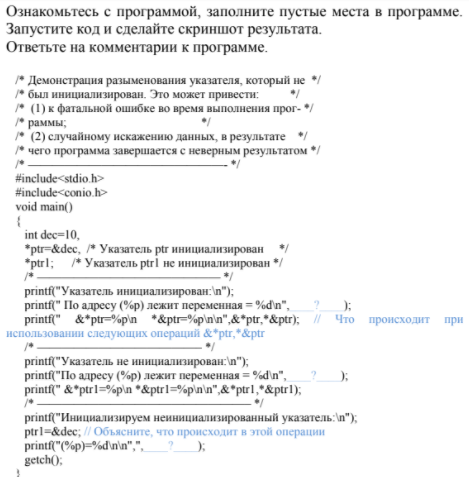 Ознакомьтесь с программой, заполните пустые места в программе.
Запустите код и сделайте скриншот результата.
Ответьте на комментарии к программе.
/* Демонстрация разыменования указателя, который не */
/* был инициализирован. Это может привести: */
/* (1) к фатальной ошибке во время выполнения прог- */
/* раммы; */
/* (2) случайному искажению данных, в результате */
/* чего программа завершается с неверным результатом */
/* ———————————————— */
#include<stdio.h>
#include<conio.h>
void main()
{
int dec=10,
*ptr=&dec, /* Указатель ptr инициализирован */
*ptr1; /* Указатель ptr1 не инициализирован */
/* ———————————————— */
printf("Указатель инициализирован:\n");
printf(" По адресу (%p) лежит переменная = %d\n",____?____);
printf(" &*ptr=%p\n *&ptr=%p\n\n",&*ptr,*&ptr); // Что происходит при
использовании следующих операций &*ptr,*&ptr
/* ———————————————— */
printf("Указатель не инициализирован:\n");
printf("По адресу (%p) лежит переменная = %d\n",____?____);
printf(" &*ptr1=%p\n *&ptr1=%p\n\n",&*ptr1,*&ptr1);
/* ———————————————— */
printf("Инициализируем неинициализированный указатель:\n");
ptr1=&dec; // Объясните, что происходит в этой операции
printf("(%p)=%d\n\n",",____?____);
getch();
}